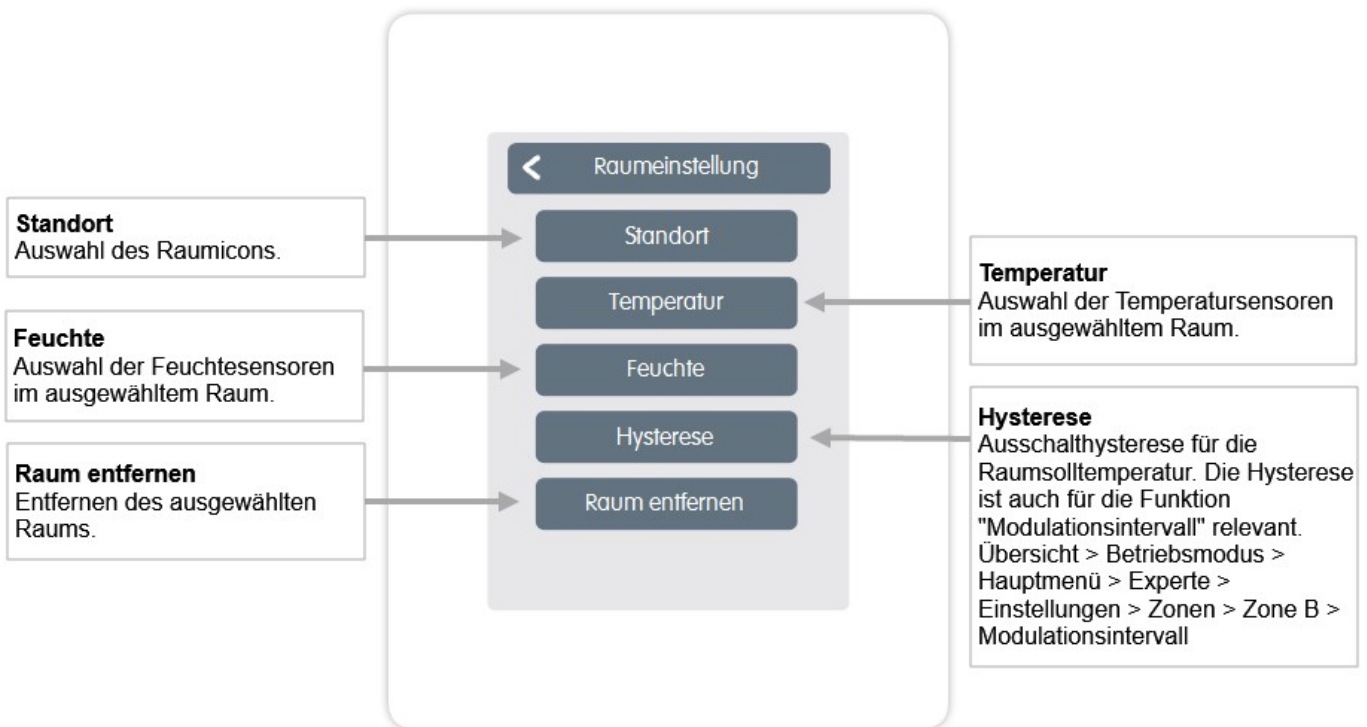 Raumeinstellung
Standort
Temperatur
Feuchte
Hysterese
Raum entfernen
Standort
Auswahl des Raumicons.
Feuchte
Auswahl der Feuchtesensoren
im ausgewähltem Raum.
Raum entfernen
Entfernen des ausgewählten
Raums.
Temperatur
Auswahl der Temperatursensoren
im ausgewähltem Raum.
Hysterese
Ausschalthysterese für die
Raumsolltemperatur. Die Hysterese
ist auch für die Funktion
"Modulationsintervall" relevant.
Übersicht > Betriebsmodus >
Hauptmenü > Experte >
Einstellungen > Zonen > Zone B >
Modulationsintervall